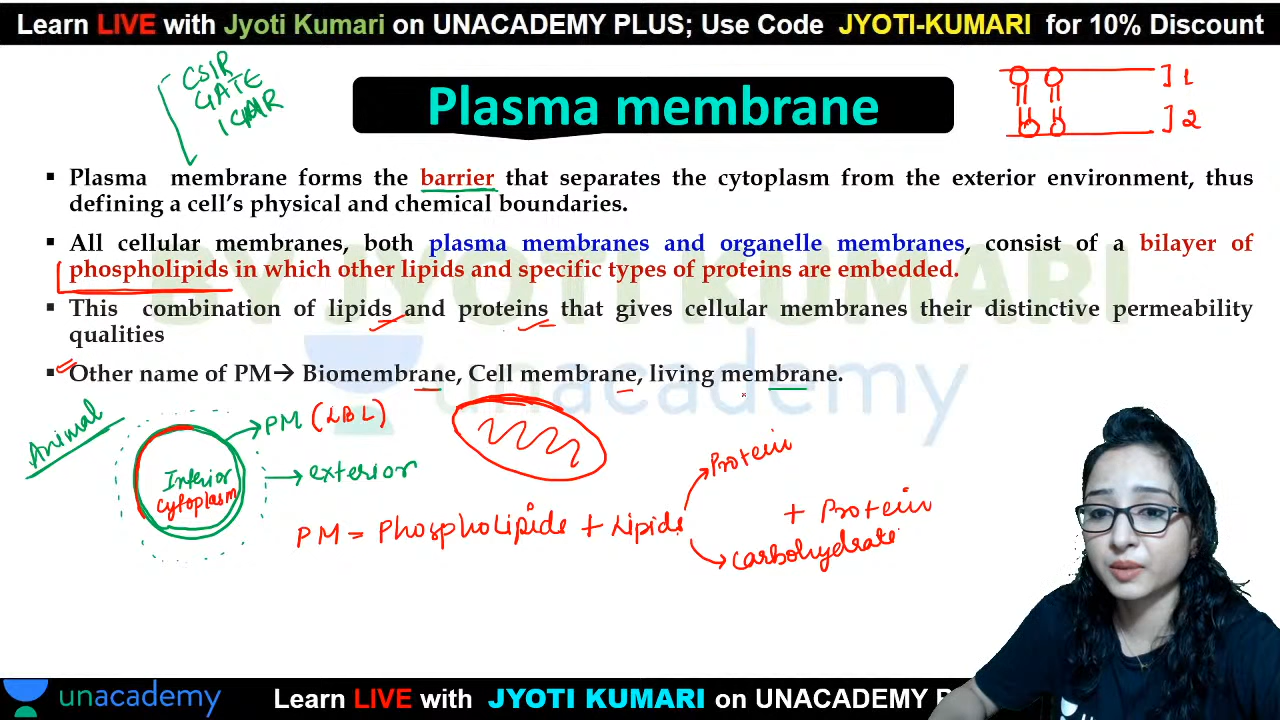 Learn LIVE with Jyoti Kumari on UNACADEMY PLUS; Use Code JYOTI-KUMARI for 10% Discount
CSIR
GATE
ICAR
Plasma membrane
] 1
] 2
▪ Plasma membrane forms the barrier that separates the cytoplasm from the exterior environment, thus
defining a cell's physical and chemical boundaries.
▪ All cellular membranes, both plasma membranes and organelle membranes, consist of a bilayer of
phospholipids in which other lipids and specific types of proteins are embedded.
▪ This combination of lipids and proteins that gives cellular membranes their distinctive permeability
qualities
▪ Other name of PM→ Biomembrane, Cell membrane, living membrane.
BY JYOTI KUMARI
unacademy
Animal
PM (LBL)
exterior
Interior
cytoplasm
PM = Phospholipide + Lipids
Protein
Carbohydrate
+ Protein
unacademy
Learn LIVE with JYOTI KUMARI on UNACADEMY P